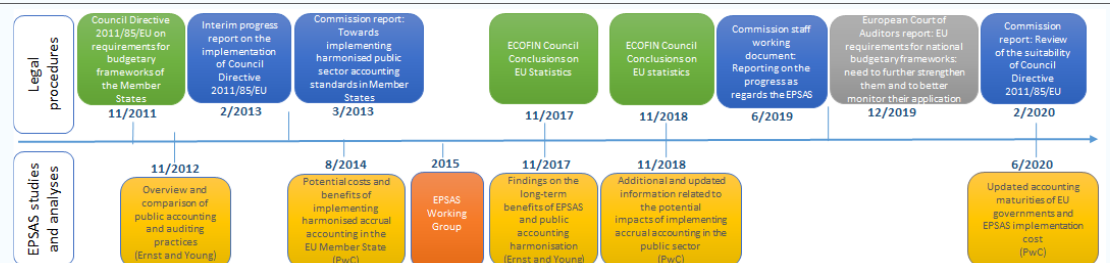 Legal
procedures
Council Directive
2011/85/EU on
requirements for
budgetary
frameworks of
the Member
States
11/2011
Interim progress
report on the
implementation
of Council
Directive
2011/85/EU
2/2013
Commission report:
Towards
implementing
harmonised public
sector accounting
standards in Member
States
3/2013
ECOFIN Council
Conclusions on
EU Statistics
11/2017
ECOFIN Council
Conclusions on
EU statistics
11/2018
Commission staff
working
document:
Reporting on the
progress as
regards the EPSAS
6/2019
European Court of
Auditors report: EU
requirements for national
budgetary frameworks:
need to further strengthen
them and to better
monitor their application
12/2019
Commission
report: Review of
the suitability
of Council
Directive
2011/85/EU
2/2020
EPSAS studies
and analyses
11/2012
Overview and
comparison of
public accounting
and auditing
practices
(Ernst and Young)
8/2014
Potential costs and
benefits of
implementing
harmonised accrual
accounting in the
EU Member State
(PwC)
2015
EPSAS
Working
Group
11/2017
Findings on the
long-term
benefits of EPSAS
and public
accounting
harmonisation
(Ernst and Young)
11/2018
Additional and updated
information related to
the potential
impacts of implementing
accrual accounting in the
public sector (PwC)
6/2020
Updated accounting
maturities of EU
governments and
EPSAS implementation
cost
(PwC)